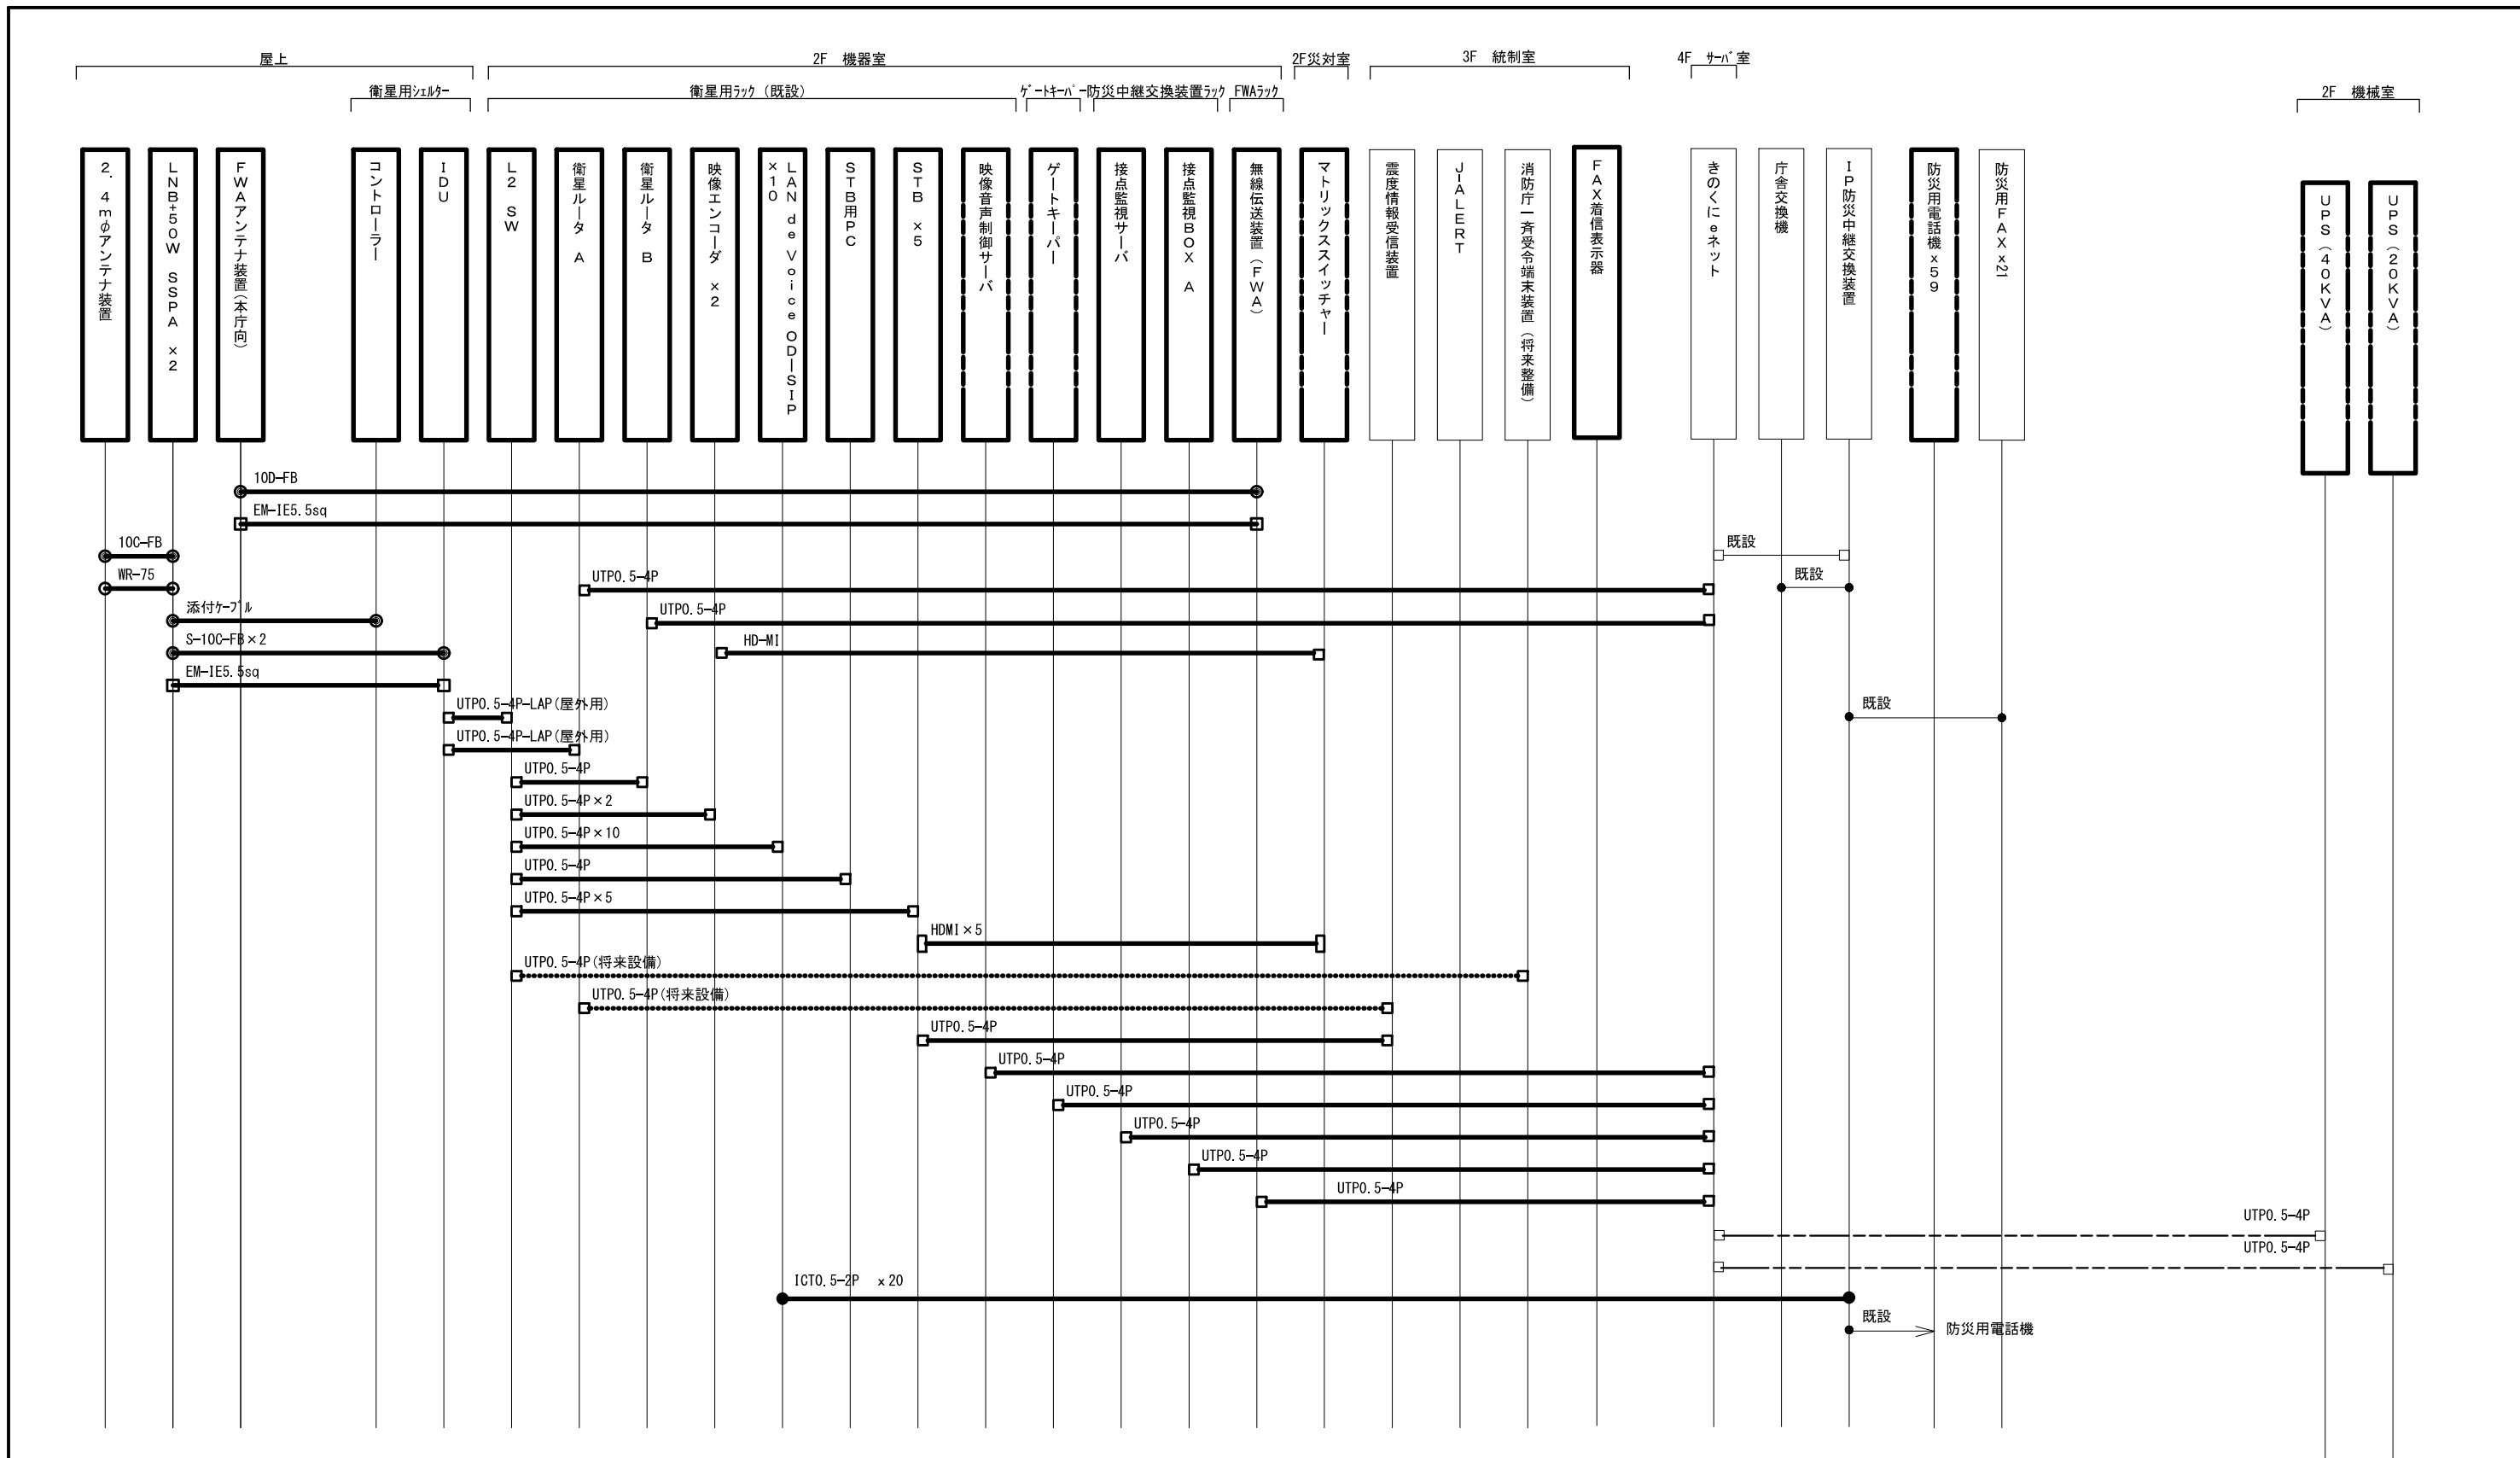 屋上
2F 機器室
2F災対室
3F 統制室
4F ｻｰﾊﾞ室
衛星用ｼｪﾙﾀｰ
衛星用ﾗｯｸ（既設）
ｹﾞｰﾄｷｰﾊﾟｰ
防災中継交換装置ﾗｯｸ
FWAﾗｯｸ
2F 機械室
２．４ｍφアンテナ装置
ＬＮＢ+５０Ｗ ＳＳＰＡ ×２
ＦＷＡアンテナ装置（本庁向）
コントローラー
ＩＤＵ
Ｌ２ ＳＷ
衛星ルータ Ａ
衛星ルータ Ｂ
映像エンコーダ ×２
ＬＡＮ ｄｅ Ｖｏｉｃｅ ＯＤ―ＳＩＰ
×１０
ＳＴＢ用ＰＣ
ＳＴＢ ×５
映像音声制御サーバ
ゲートキーパー
接点監視サーバ
接点監視ＢＯＸ Ａ
無線伝送装置（ＦＷＡ）
マトリックススイッチャー
震度情報受信装置
Ｊ-ＡＬＥＲＴ
消防庁一斉受令端末装置（将来整備）
ＦＡＸ着信表示器
きのくにｅネット
庁舎交換機
ＩＰ防災中継交換装置
防災用電話機ｘ５９
防災用ＦＡＸｘ21
ＵＰＳ（４０ＫＶＡ）
ＵＰＳ（２０ＫＶＡ）
10D-FB
EM-IE5.5sq
10C-FB
既設
WR-75
UTP0.5-4P
既設
添付ｹｰﾌﾞﾙ
UTP0.5-4P
S-10C-FB×2
HD-MI
EM-IE5.5sq
UTP0.5-4P-LAP(屋外用)
既設
UTP0.5-4P-LAP(屋外用)
UTP0.5-4P
UTP0.5-4P×2
UTP0.5-4P×10
UTP0.5-4P
UTP0.5-4P×5
HDMI×5
UTP0.5-4P(将来設備)
UTP0.5-4P(将来設備)
UTP0.5-4P
UTP0.5-4P
UTP0.5-4P
UTP0.5-4P
UTP0.5-4P
UTP0.5-4P
UTP0.5-4P
UTP0.5-4P
ICT0.5-2P ×20
既設
防災用電話機